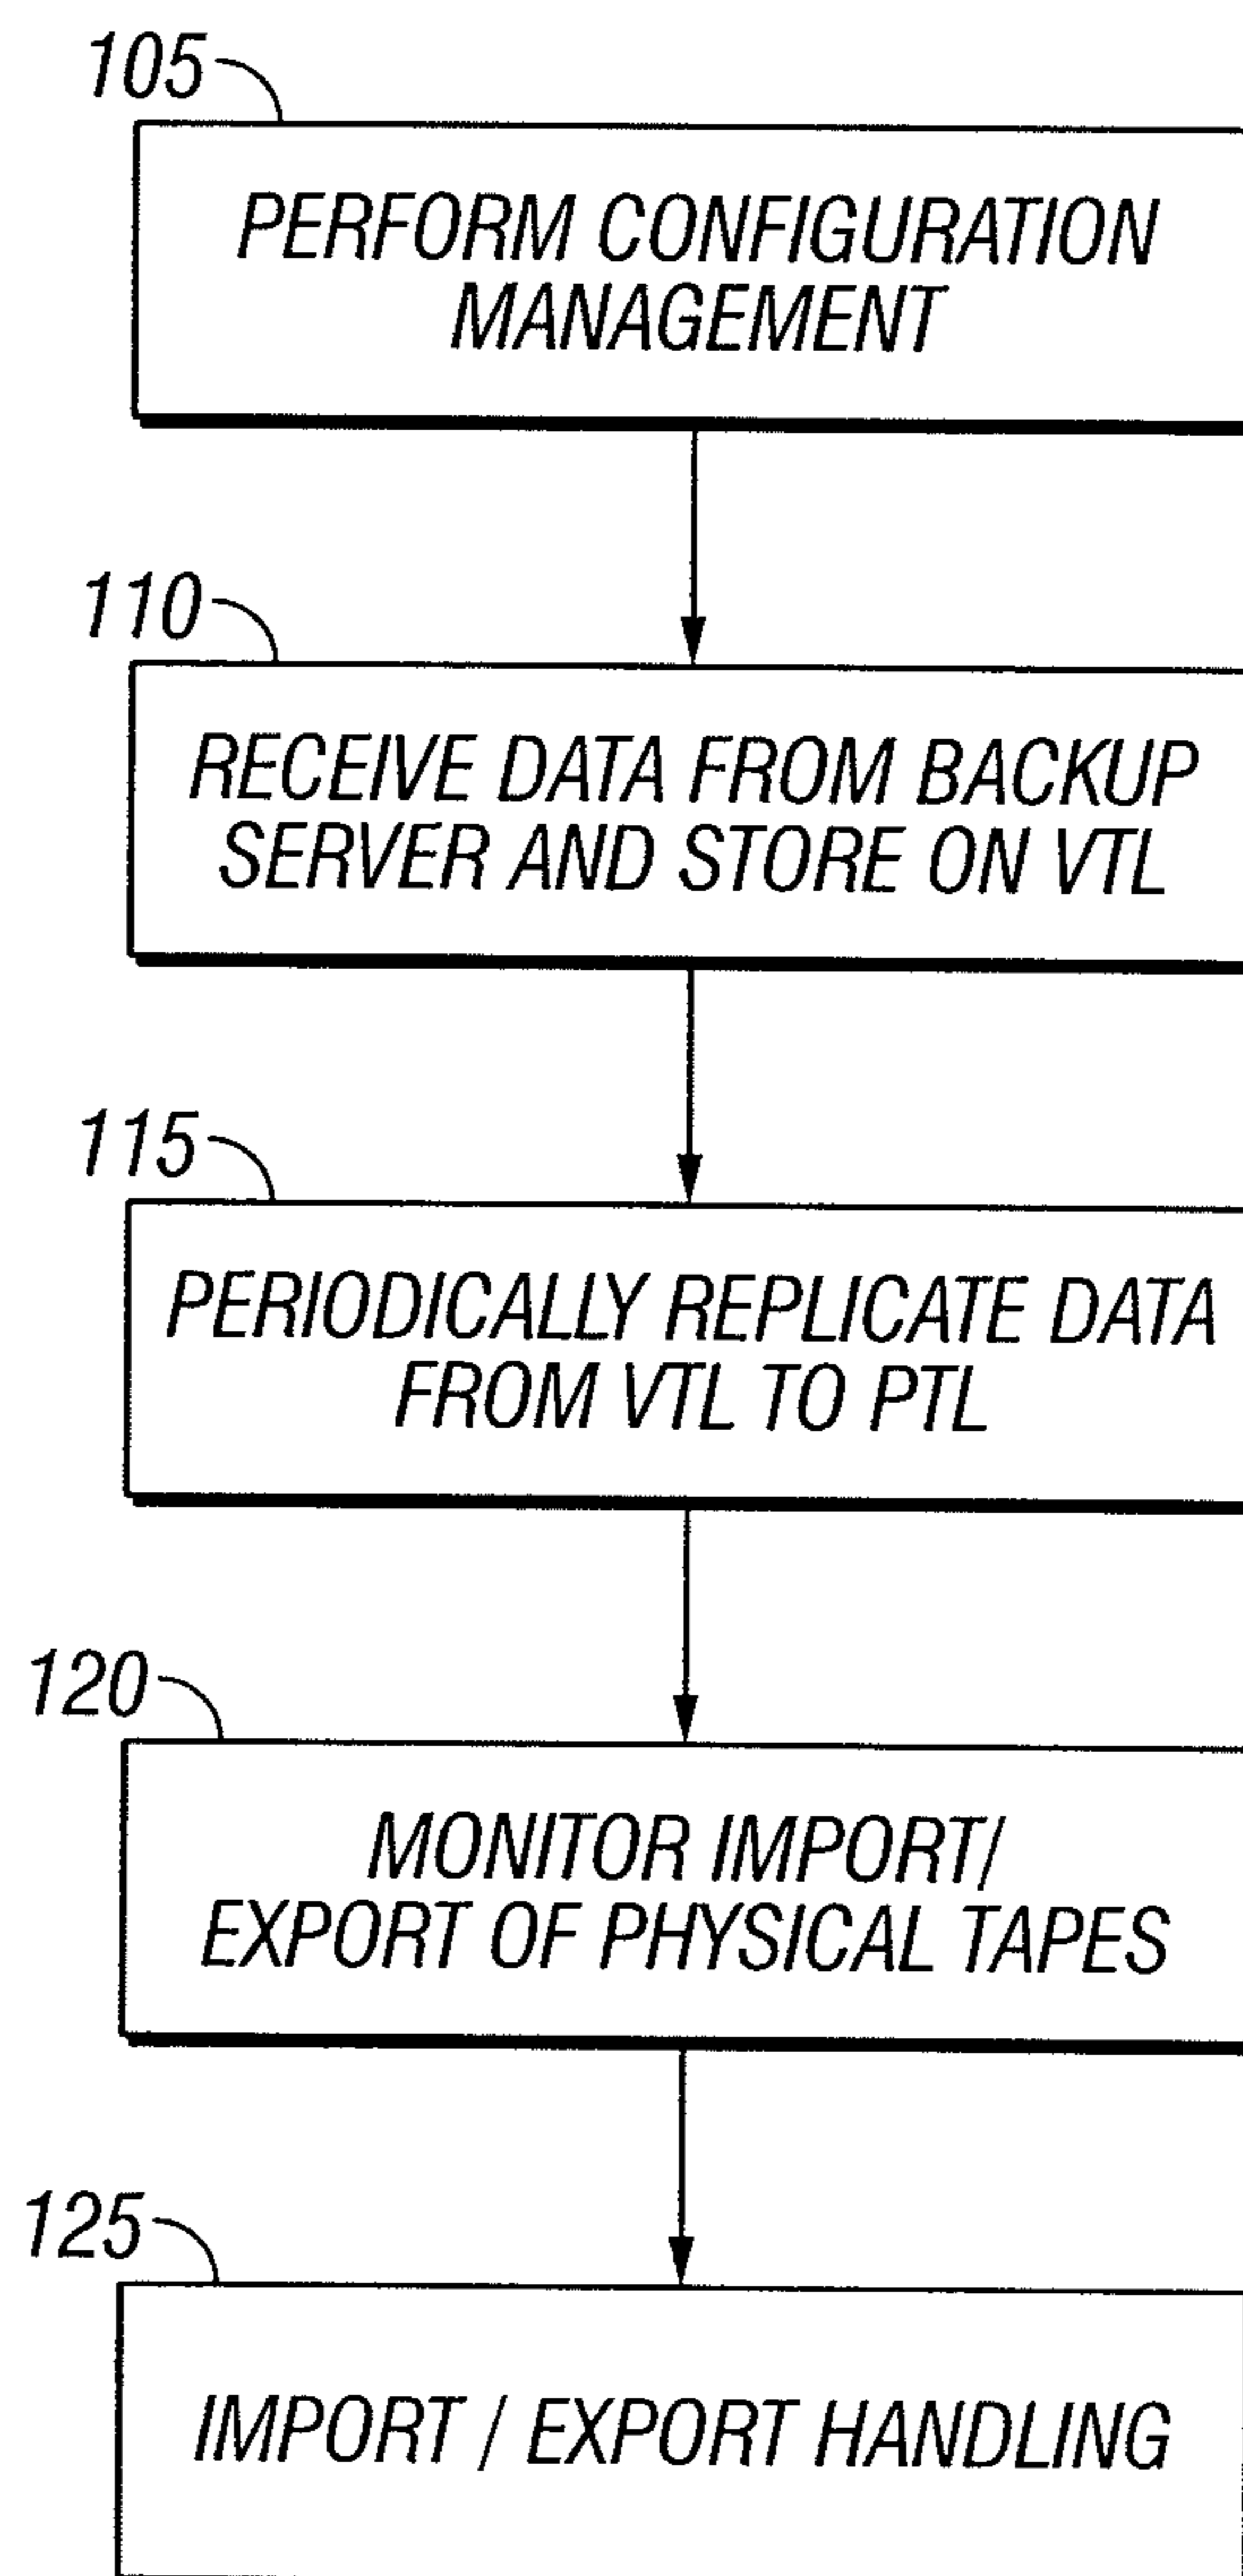 105
PERFORM CONFIGURATION
MANAGEMENT
110
RECEIVE DATA FROM BACKUP
SERVER AND STORE ON VTL
115
PERIODICALLY REPLICATE DATA
FROM VTL TO PTL
120
MONITOR IMPORT/
EXPORT OF PHYSICAL TAPES
125
IMPORT / EXPORT HANDLING